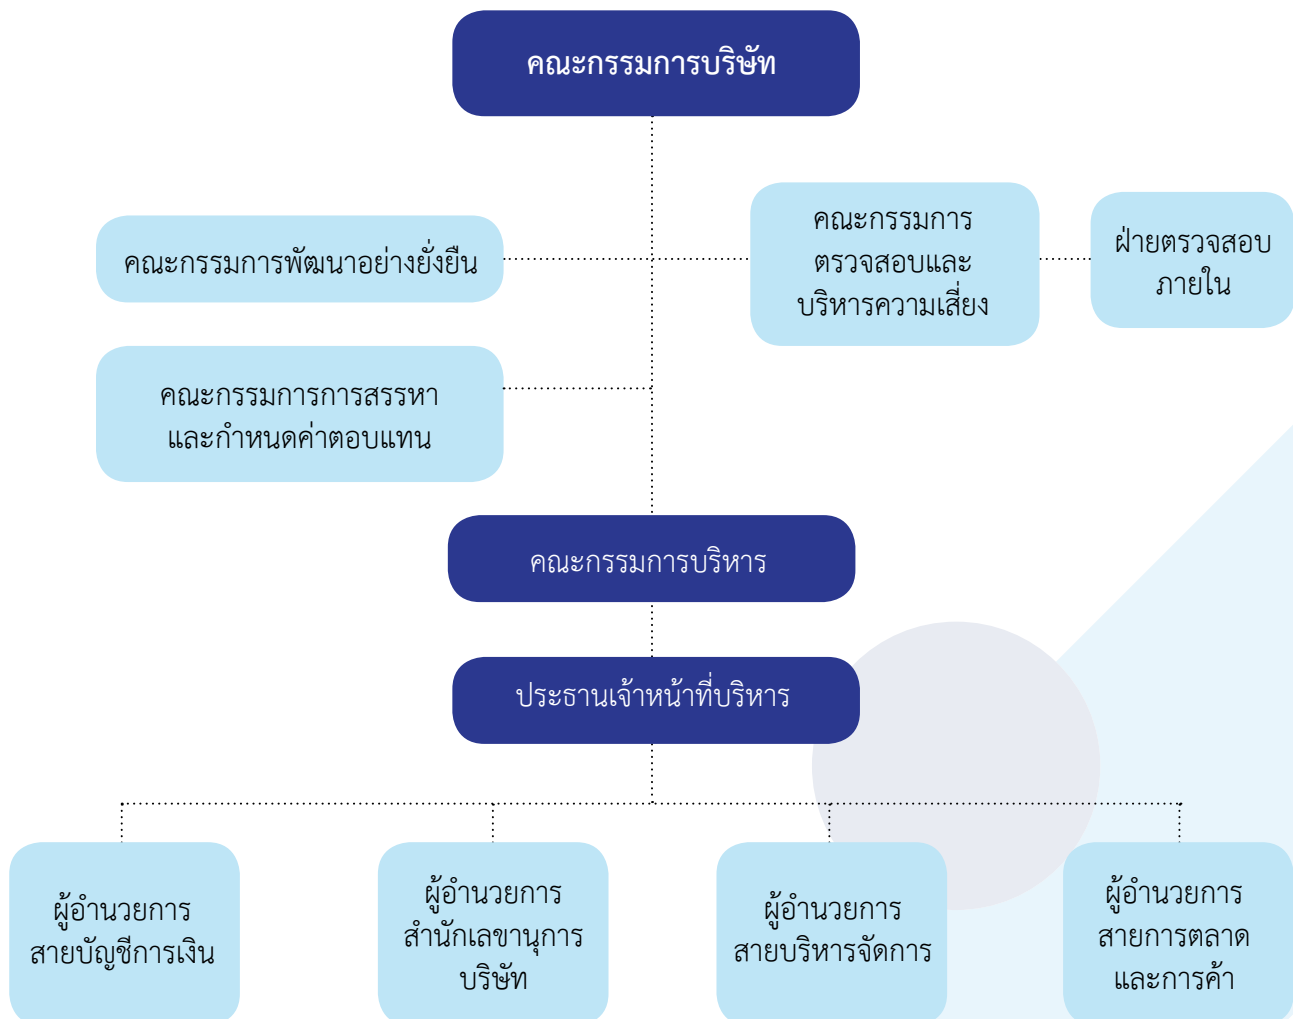 คณะกรรมการบริษัท
คณะกรรมการพัฒนาอย่างยั่งยืน
คณะกรรมการ
ตรวจสอบและ
บริหารความเสี่ยง
ฝ่ายตรวจสอบ
ภายใน
คณะกรรมการการสรรหา
และกำหนดค่าตอบแทน
คณะกรรมการบริหาร
ประธานเจ้าหน้าที่บริหาร
ผู้อำนวยการ
สายบัญชีการเงิน
ผู้อำนวยการ
สำนักเลขานุการ
บริษัท
ผู้อำนวยการ
สายบริหารจัดการ
ผู้อำนวยการ
สายการตลาด
และการค้า